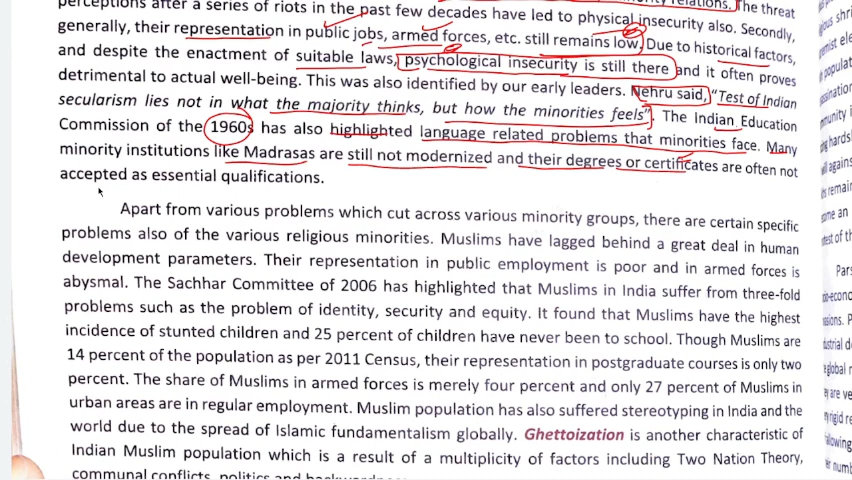 perceptions after a series of riots in the past few decades have led to physical insecurity also. Secondly,
relations. The threat
generally, their representation in public jobs, armed forces, etc. still remains low. Due to historical factors,
and despite the enactment of suitable laws, psychological insecurity is still there and it often proves
detrimental to actual well-being. This was also identified by our early leaders. Nehru said, "Test of Indian
secularism lies not in what the majority thinks, but how the minorities feels". The Indian Education
Commission of the 1960s has also highlighted language related problems that minorities face. Many
minority institutions like Madrasas are still not modernized and their degrees or certificates are often not
accepted as essential qualifications.
Apart from various problems which cut across various minority groups, there are certain specific
problems also of the various religious minorities. Muslims have lagged behind a great deal in human
development parameters. Their representation in public employment is poor and in armed forces is
abysmal. The Sachhar Committee of 2006 has highlighted that Muslims in India suffer from three-fold
problems such as the problem of identity, security and equity. It found that Muslims have the highest
incidence of stunted children and 25 percent of children have never been to school. Though Muslims are
14 percent of the population as per 2011 Census, their representation in postgraduate courses is only two
percent. The share of Muslims in armed forces is merely four percent and only 27 percent of Muslims in
urban areas are in regular employment. Muslim population has also suffered stereotyping in India and the
world due to the spread of Islamic fundamentalism globally. Ghettoization is another characteristic of
Indian Muslim population which is a result of a multiplicity of factors including Two Nation Theory,
communal conflicts, politics and